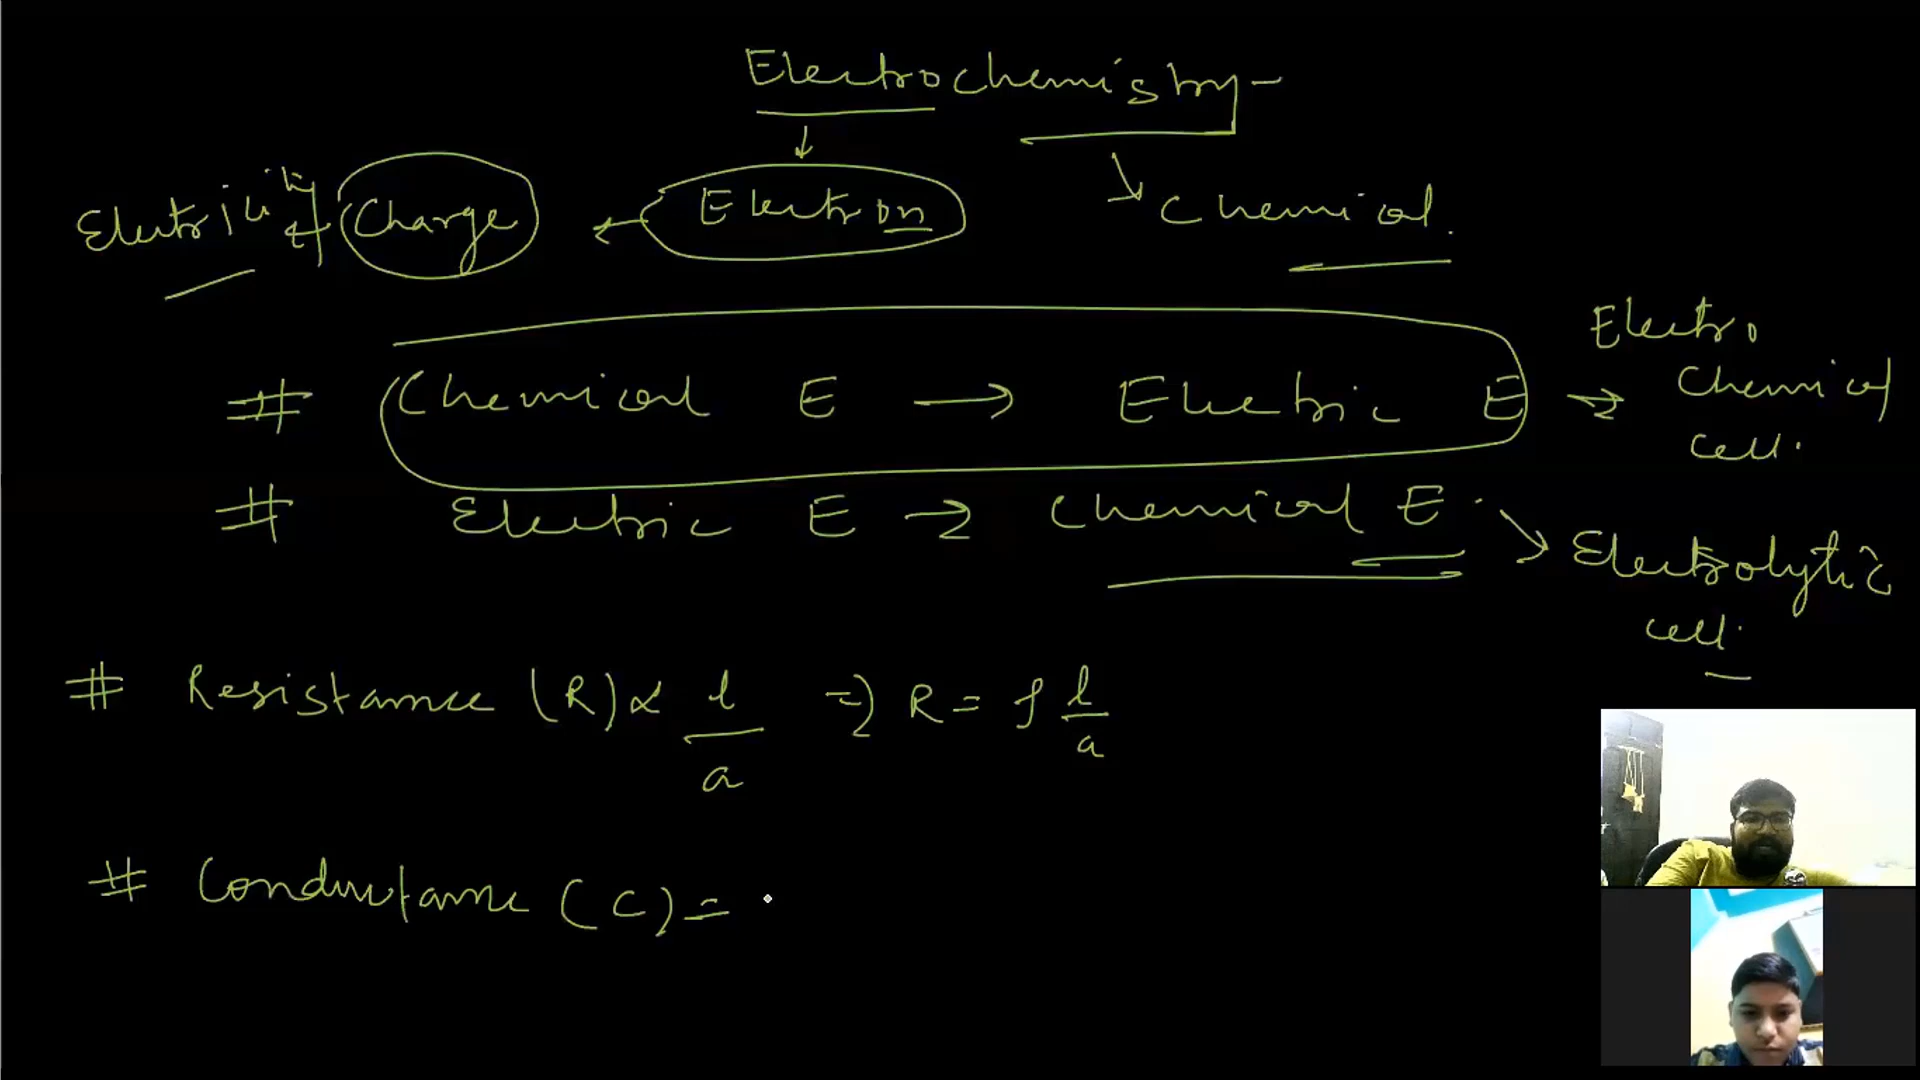 Electrochemistry-
Electricity & Charge ← Electron
Chemical.
# Chemical E → Electric E → Electro Chemical cell.
# Electric E → Chemical E. → Electrolytic cell.
# Resistance (R) ∝ l/a ⇒ R = ρ l/a
# Conductance (C) =